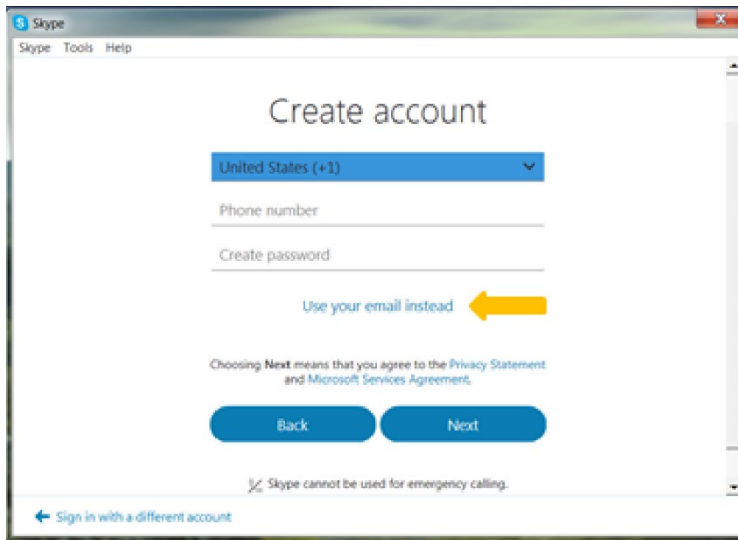 Skype
Skype Tools Help
Create account
United States (+1)
Phone number
Create password
Use your email instead
Choosing Next means that you agree to the Privacy Statement
and Microsoft Services Agreement.
Back Next
Skype cannot be used for emergency calling.
Sign in with a different account